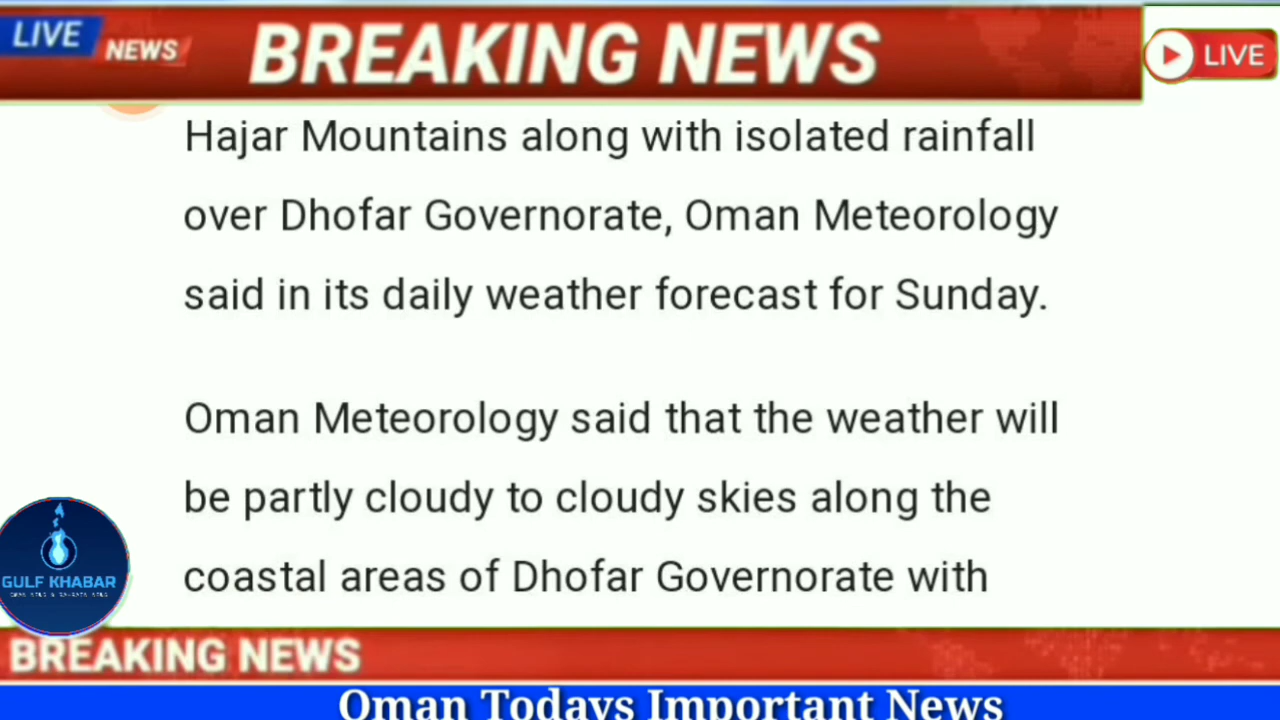 LIVE
NEWS
BREAKING NEWS
LIVE
Hajar Mountains along with isolated rainfall
over Dhofar Governorate, Oman Meteorology
said in its daily weather forecast for Sunday.
Oman Meteorology said that the weather will
be partly cloudy to cloudy skies along the
coastal areas of Dhofar Governorate with
GULF KHABAR
BREAKING NEWS
Oman Todays Important News